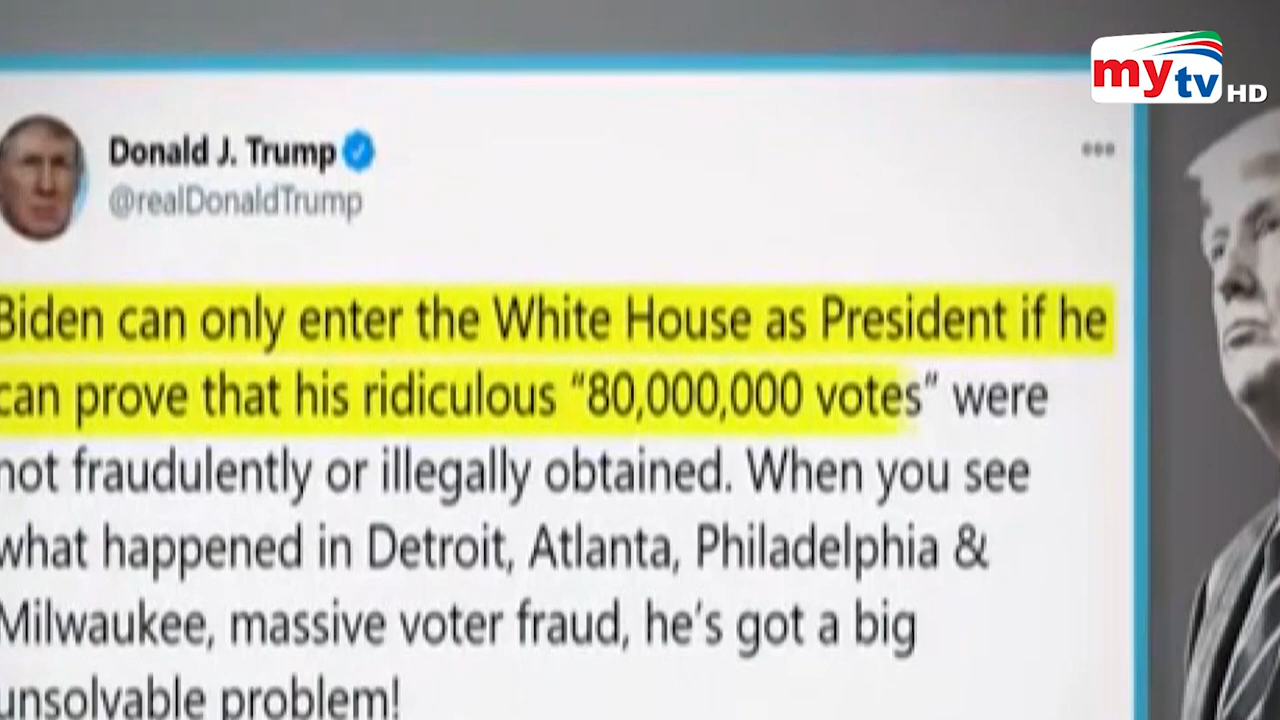 mytv HD
Donald J. Trump
@realDonaldTrump
Biden can only enter the White House as President if he
can prove that his ridiculous “80,000,000 votes” were
not fraudulently or illegally obtained. When you see
what happened in Detroit, Atlanta, Philadelphia &
Milwaukee, massive voter fraud, he's got a big
unsolvable problem!